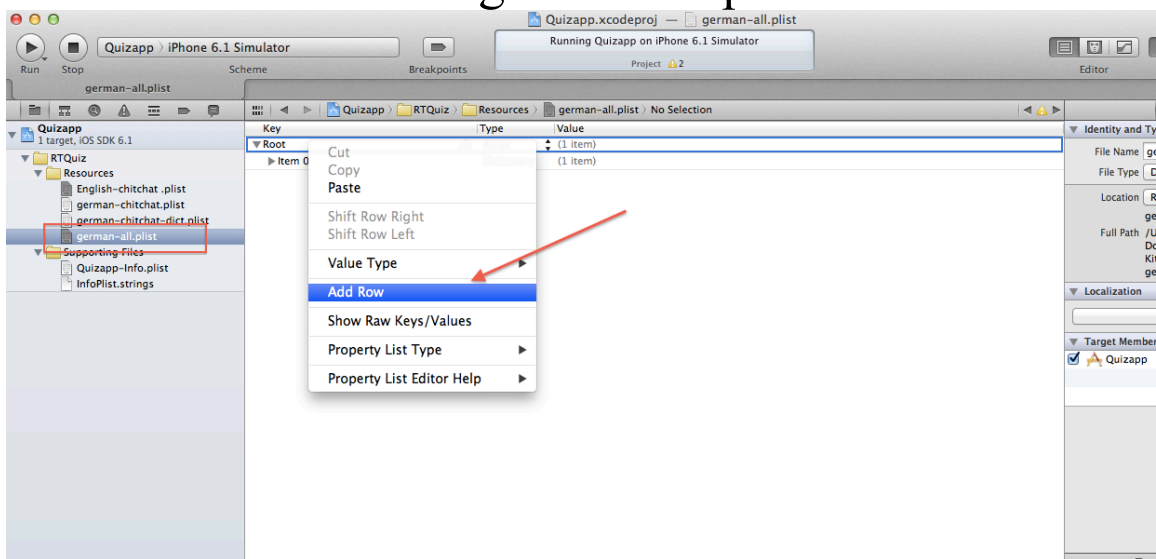 Quizapp.xcodeproj — german-all.plist
Quizapp 〉 iPhone 6.1 Simulator
Running Quizapp on iPhone 6.1 Simulator
Project 2
Run Stop Scheme Breakpoints Editor
german-all.plist
Quizapp 〉 RTQuiz 〉 Resources 〉 german-all.plist 〉 No Selection
Quizapp
1 target, iOS SDK 6.1
RTQuiz
Resources
English-chitchat .plist
german-chitchat.plist
german-chitchat-dict.plist
german-all.plist
Supporting Files
Quizapp-Info.plist
InfoPlist.strings
Key Type Value
Root (1 item)
Item 0 (1 item)
Cut
Copy
Paste
Shift Row Right
Shift Row Left
Value Type
Add Row
Show Raw Keys/Values
Property List Type
Property List Editor Help
Identity and Ty
File Name ge
File Type D
Location R
ge
Full Path /U
Do
Kit
ge
Localization
Target Member
Quizapp